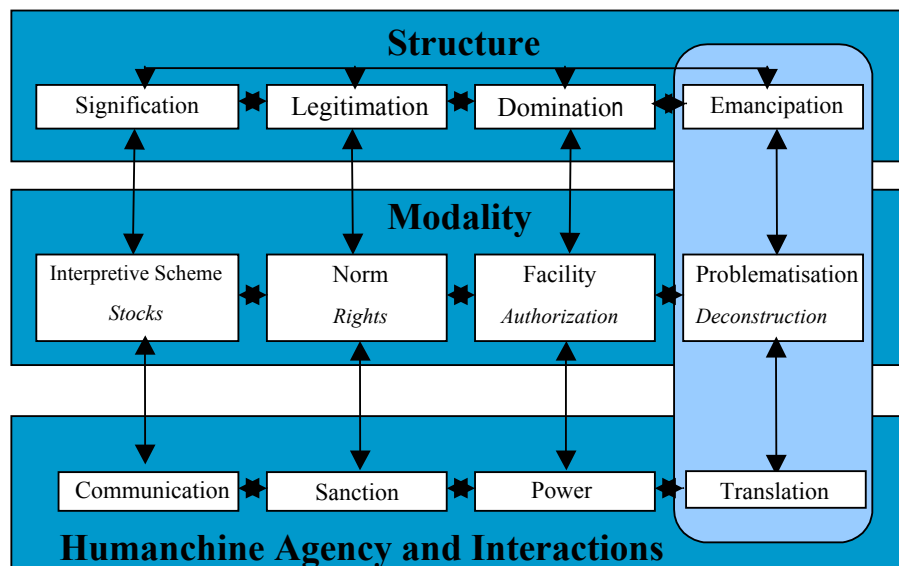 Structure
Signification Legitimation Domination Emancipation
Modality
Interpretive Scheme Norm Facility Problematisation
Stocks Rights Authorization Deconstruction
Communication Sanction Power Translation
Humanchine Agency and Interactions